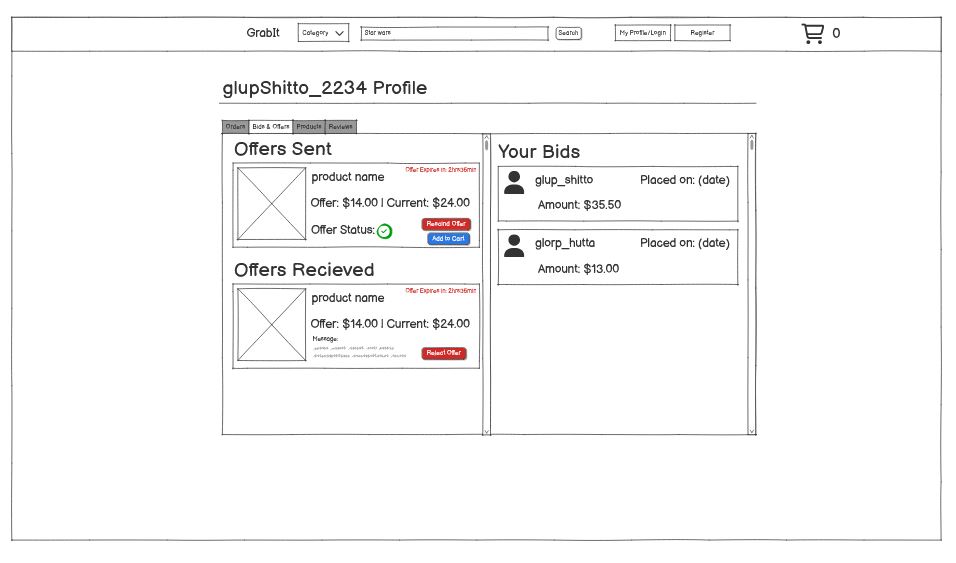 GrabIt
Category
Star wars
Search
My Profile/Login
Register
0
glupShitto_2234 Profile
Orders
Bids & Offers
Products
Reviews
Offers Sent
Offer Expires in: 2hrs36min
product name
Offer: $14.00 | Current: $24.00
Offer Status:
Rescind Offer
Add to Cart
Offers Recieved
Offer Expires in: 2hrs36min
product name
Offer: $14.00 | Current: $24.00
Message:
Reject Offer
Your Bids
glup_shitto
Placed on: (date)
Amount: $35.50
glorp_hutta
Placed on: (date)
Amount: $13.00